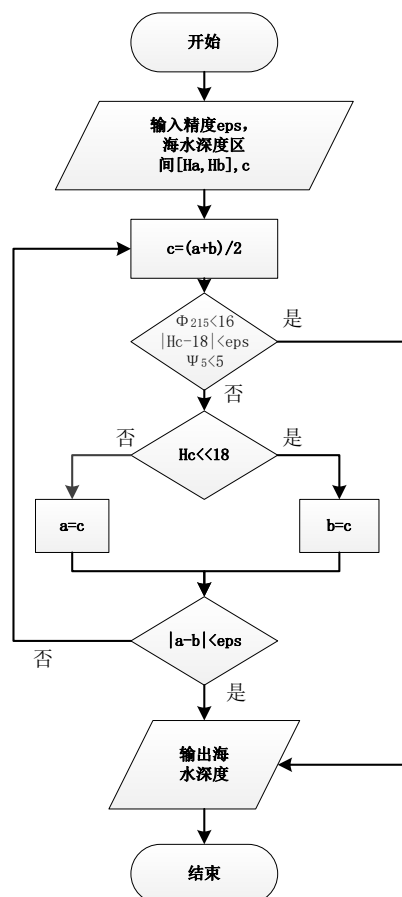 开始
输入精度eps，
海水深度区
间[Ha,Hb],c
c=(a+b)/2
Φ215<16
|Hc-18|<eps
Ψ5<5
是
否
Hc<<18
否
是
a=c
b=c
|a-b|<eps
否
是
输出海
水深度
结束